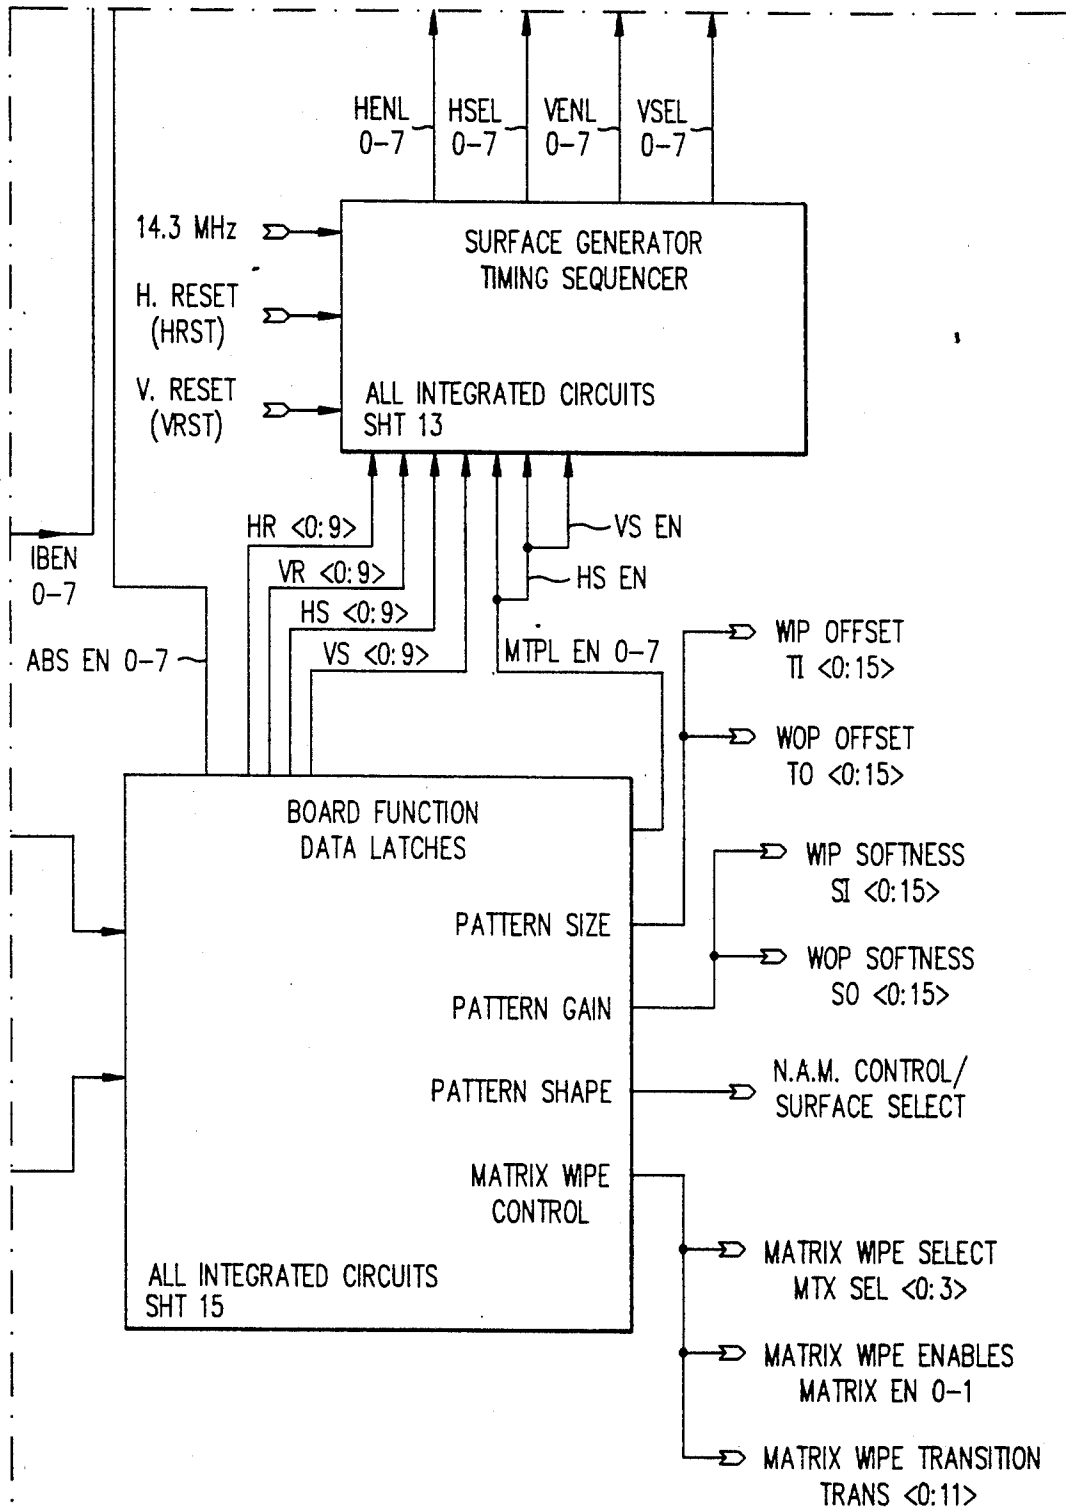 HENL HSEL VENL VSEL
0-7 0-7 0-7 0-7
14.3 MHz
SURFACE GENERATOR
TIMING SEQUENCER
H. RESET
(HRST)
V. RESET
(VRST)
ALL INTEGRATED CIRCUITS
SHT 13
HR <0:9>
VS EN
IBEN
0-7
VR <0:9>
HS EN
HS <0:9>
ABS EN 0-7
VS <0:9>
MTPL EN 0-7
WIP OFFSET
TI <0:15>
WOP OFFSET
TO <0:15>
BOARD FUNCTION
DATA LATCHES
WIP SOFTNESS
SI <0:15>
PATTERN SIZE
WOP SOFTNESS
SO <0:15>
PATTERN GAIN
PATTERN SHAPE
N.A.M. CONTROL/
SURFACE SELECT
MATRIX WIPE
CONTROL
MATRIX WIPE SELECT
MTX SEL <0:3>
ALL INTEGRATED CIRCUITS
SHT 15
MATRIX WIPE ENABLES
MATRIX EN 0-1
MATRIX WIPE TRANSITION
TRANS <0:11>